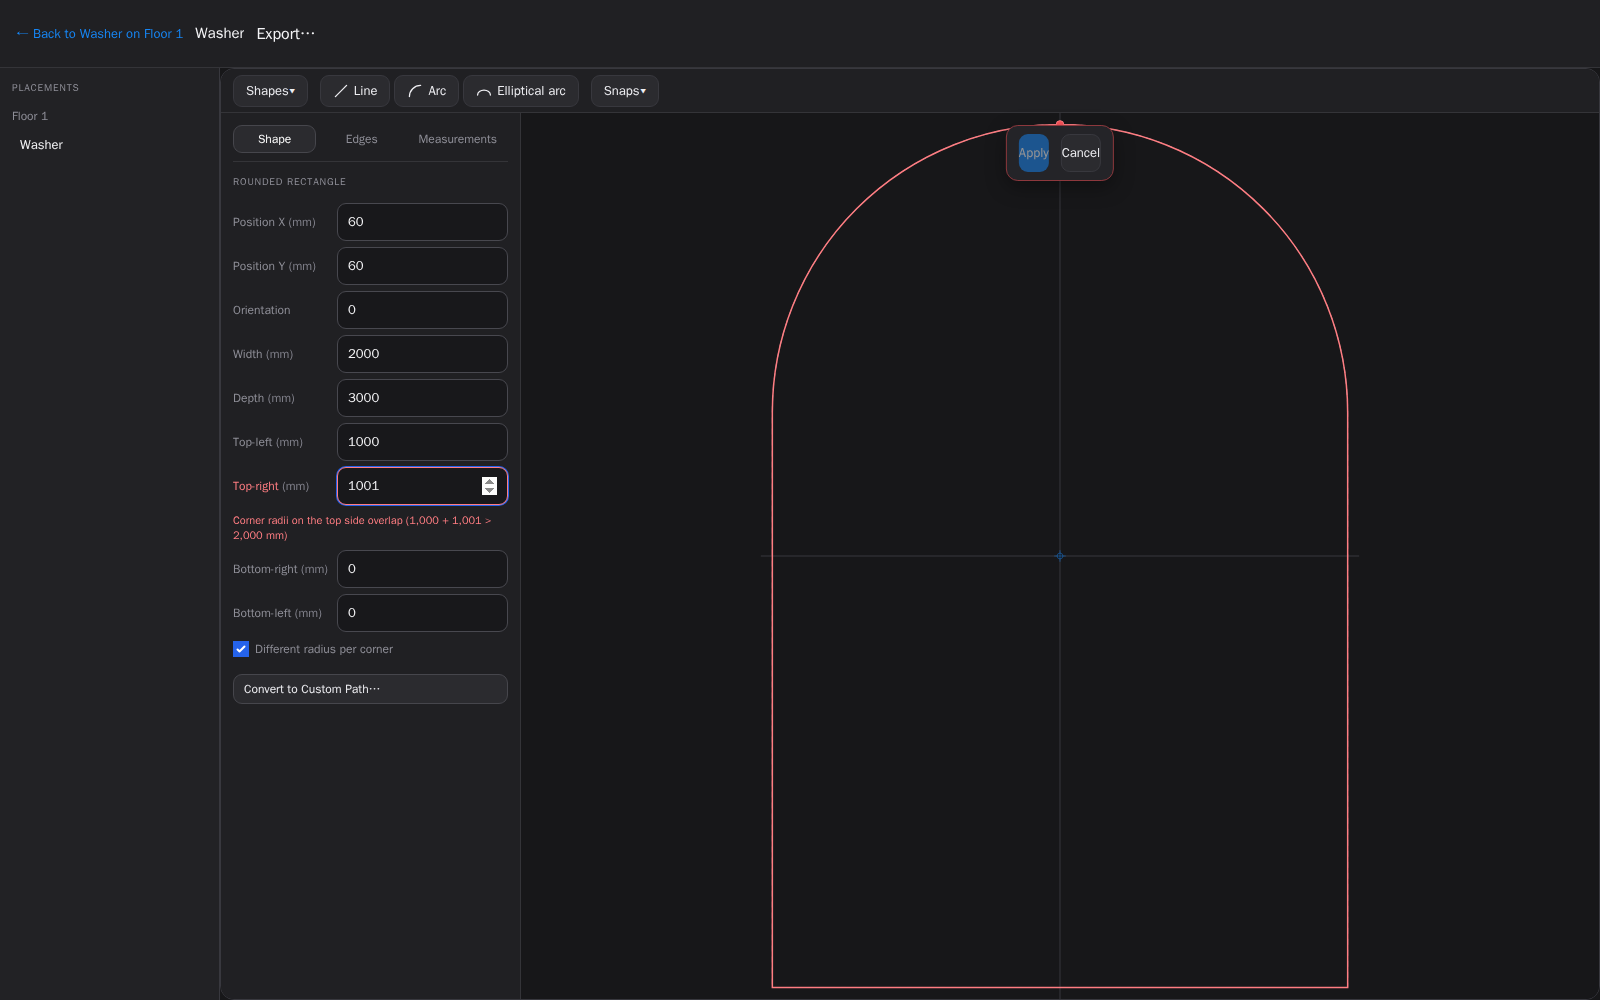 ← Back to Washer on Floor 1 Washer Export⋯
PLACEMENTS
Floor 1
Washer
Shapes▾ Line Arc Elliptical arc Snaps▾
Shape Edges Measurements
ROUNDED RECTANGLE
Position X (mm) 60
Position Y (mm) 60
Orientation 0
Width (mm) 2000
Depth (mm) 3000
Top-left (mm) 1000
Top-right (mm) 1001
Corner radii on the top side overlap (1,000 + 1,001 >
2,000 mm)
Bottom-right (mm) 0
Bottom-left (mm) 0
Different radius per corner
Convert to Custom Path⋯
Apply Cancel